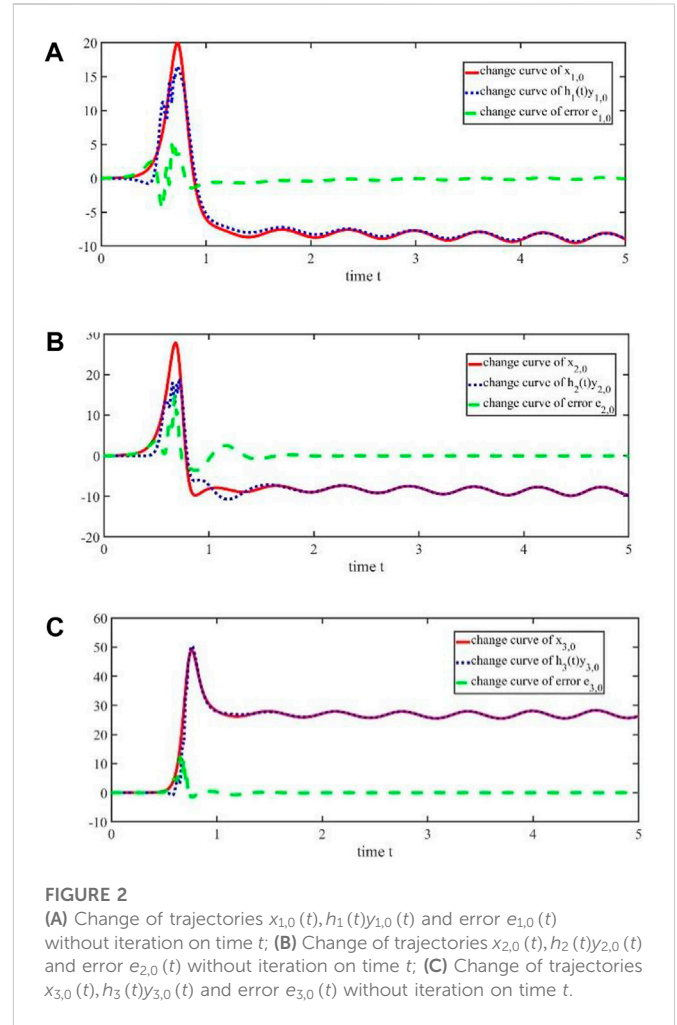 A
20
15
10
5
0
-5
-10
0
1
2
3
4
5
time t
change curve of x1,0
change curve of h1(t)y1,0
change curve of error e1,0
B
30
20
10
0
-10
-20
0
1
2
3
4
5
time t
change curve of x2,0
change curve of h2(t)y2,0
change curve of error e2,0
C
60
50
40
30
20
10
0
-10
0
1
2
3
4
5
time t
change curve of x3,0
change curve of h3(t)y3,0
change curve of error e3,0
FIGURE 2
(A) Change of trajectories x1,0 (t), h1 (t)y1,0 (t) and error e1,0 (t)
without iteration on time t; (B) Change of trajectories x2,0 (t), h2 (t)y2,0 (t)
and error e2,0 (t) without iteration on time t; (C) Change of trajectories
x3,0 (t), h3 (t)y3,0 (t) and error e3,0 (t) without iteration on time t.